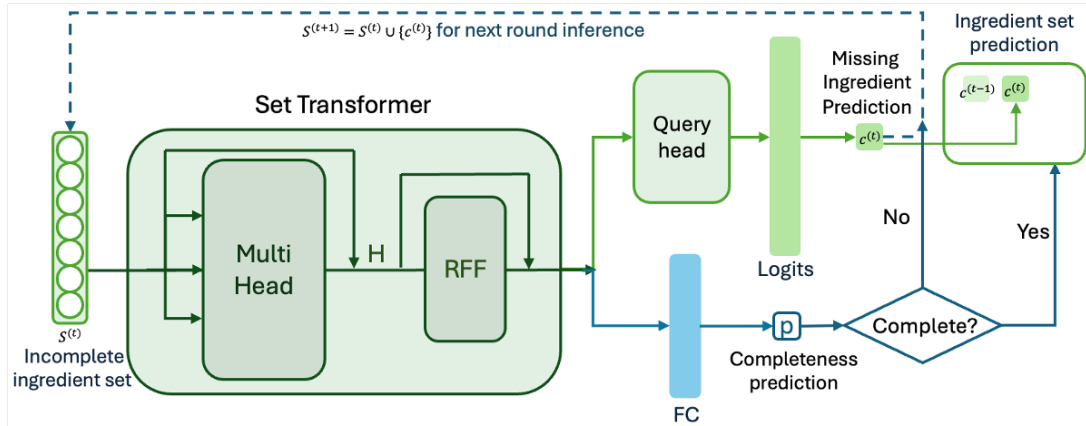 S^(t+1) = S^(t) ∪ {c^(t)} for next round inference
Ingredient set
prediction
Missing
Ingredient
Prediction
c^(t-1) c^(t)
Set Transformer
Query
head
c^(t)
Multi
Head
H
RFF
No
Yes
Logits
S^(t)
Incomplete
ingredient set
p
Complete?
Completeness
prediction
FC